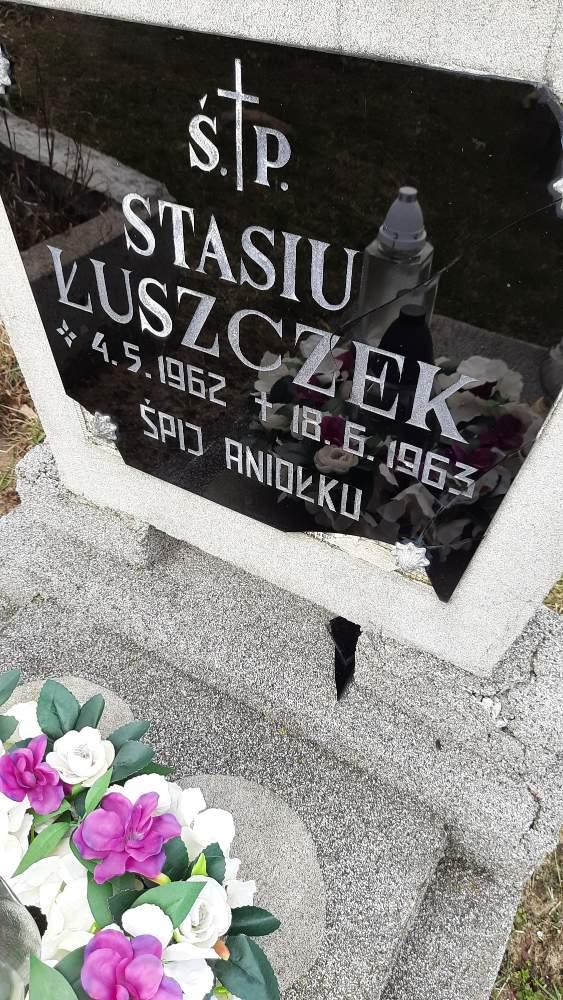 Ś.P.
STASIU
ŁUSZCZEK
* 4.5.1962 † 18.6.1963
ŚPIJ ANIOŁKU